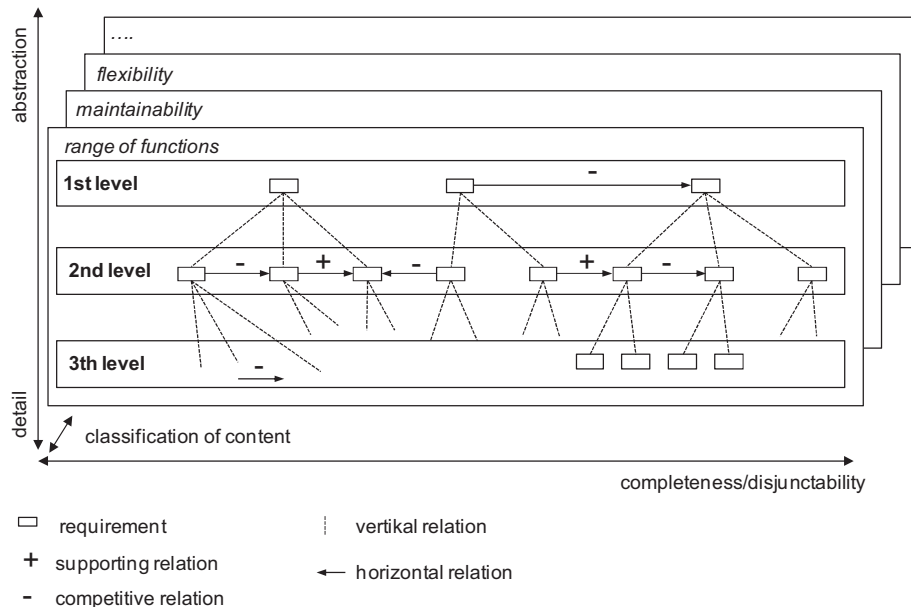 abstraction
detail
....
flexibility
maintainability
range of functions
1st level
-
2nd level
- + - + -
3th level
-
classification of content
completeness/disjunctability
requirement
vertikal relation
+ supporting relation
horizontal relation
- competitive relation